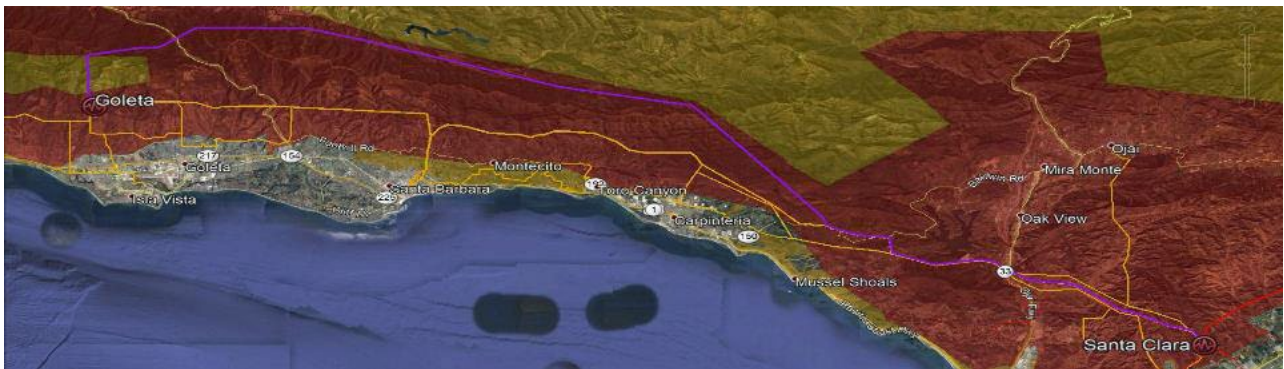 Goleta
217
Goleta
154
Foothill Rd
Montecito
Santa Barbara
225
Isla Vista
192
Toro Canyon
1
Carpinteria
150
Mussel Shoals
Ojai
Mira Monte
Baldwin Rd
Oak View
33
Santa Clara